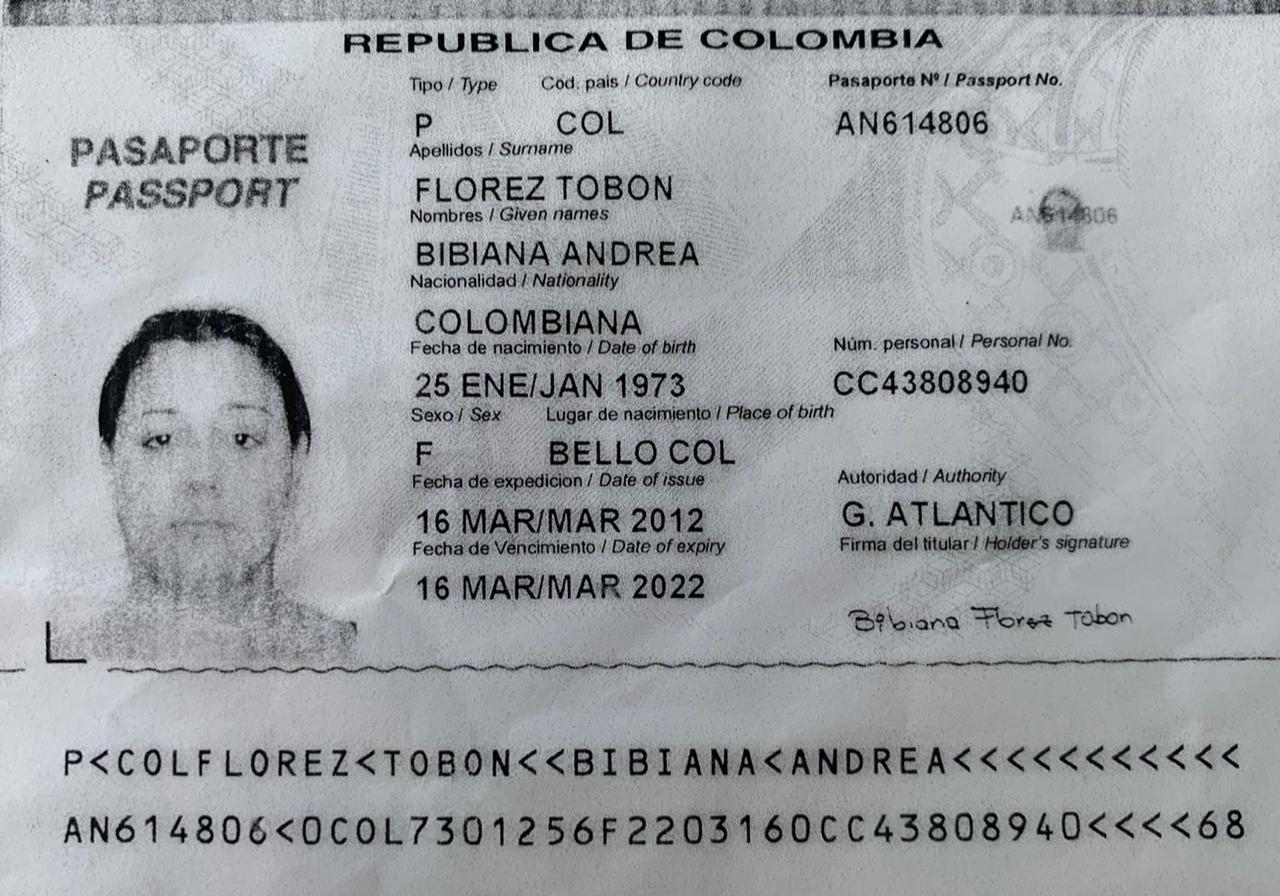 REPUBLICA DE COLOMBIA
Tipo / Type Cod. pais / Country code Pasaporte Nº / Passport No.
P COL AN614806
PASAPORTE
PASSPORT
Apellidos / Surname
FLOREZ TOBON
Nombres / Given names
AN614806
BIBIANA ANDREA
Nacionalidad / Nationality
COLOMBIANA
Fecha de nacimiento / Date of birth Núm. personal / Personal No.
25 ENE/JAN 1973 CC43808940
Sexo / Sex Lugar de nacimiento / Place of birth
F BELLO COL
Fecha de expedicion / Date of issue Autoridad / Authority
16 MAR/MAR 2012 G. ATLANTICO
Fecha de Vencimiento / Date of expiry Firma del titular / Holder's signature
16 MAR/MAR 2022
Bibiana Florez Tobon
P<COLFLOREZ<TOBON<<BIBIANA<ANDREA<<<<<<<<<<<
AN614806<0COL7301256F2203160CC43808940<<<<68